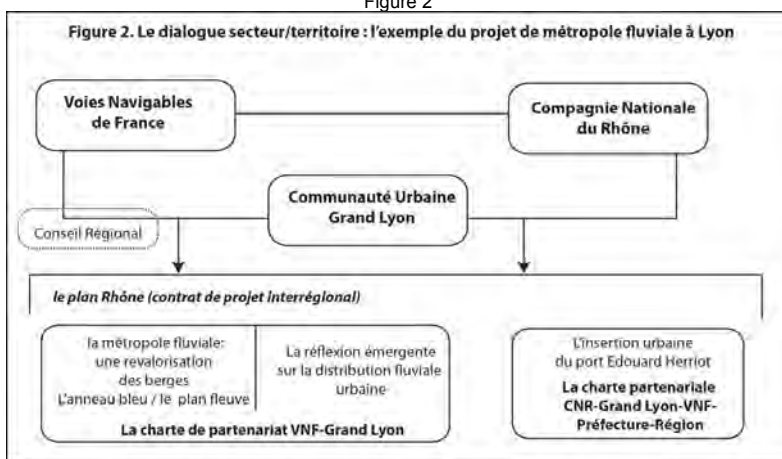 Figure 2
Figure 2. Le dialogue secteur/territoire : l'exemple du projet de métropole fluviale à Lyon
Voies Navigables
de France
Compagnie Nationale
du Rhône
Communauté Urbaine
Grand Lyon
Conseil Régional
le plan Rhône (contrat de projet interrégional)
la métropole fluviale:
une revalorisation
des berges
L'anneau bleu / le plan fleuve
La réflexion émergente
sur la distribution fluviale
urbaine
La charte de partenariat VNF-Grand Lyon
L'insertion urbaine
du port Edouard Herriot
La charte partenariale
CNR-Grand Lyon-VNF-
Préfecture-Région